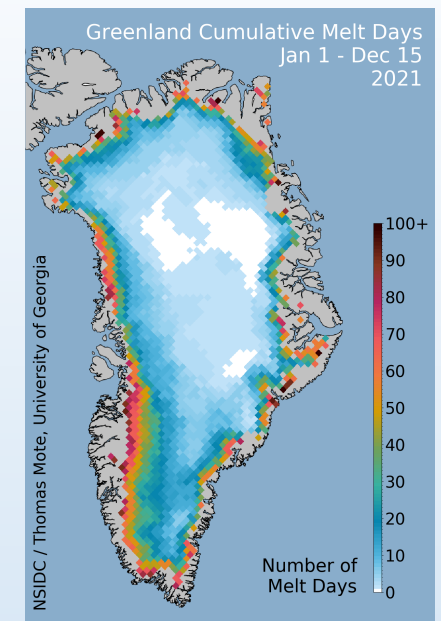 Greenland Cumulative Melt Days
Jan 1 - Dec 15
2021
NSIDC / Thomas Mote, University of Georgia
100+
90
80
70
60
50
40
30
20
10
0
Number of
Melt Days